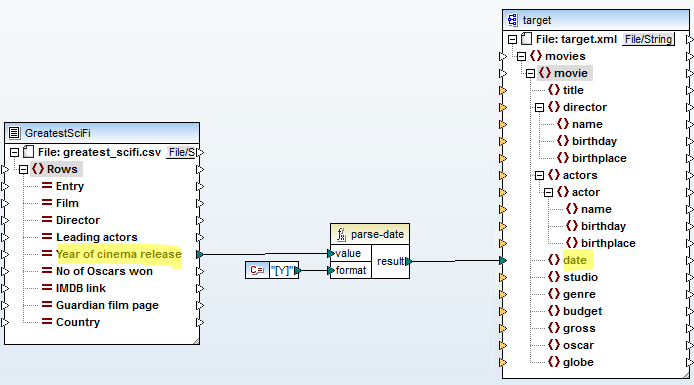 GreatestSciFi
File: greatest_scifi.csv File/S
Rows
Entry
Film
Director
Leading actors
Year of cinema release
No of Oscars won
IMDB link
Guardian film page
Country
C= "[Y]"
fx parse-date
value
format
result
target
File: target.xml File/String
movies
movie
title
director
name
birthday
birthplace
actors
actor
name
birthday
birthplace
date
studio
genre
budget
gross
oscar
globe